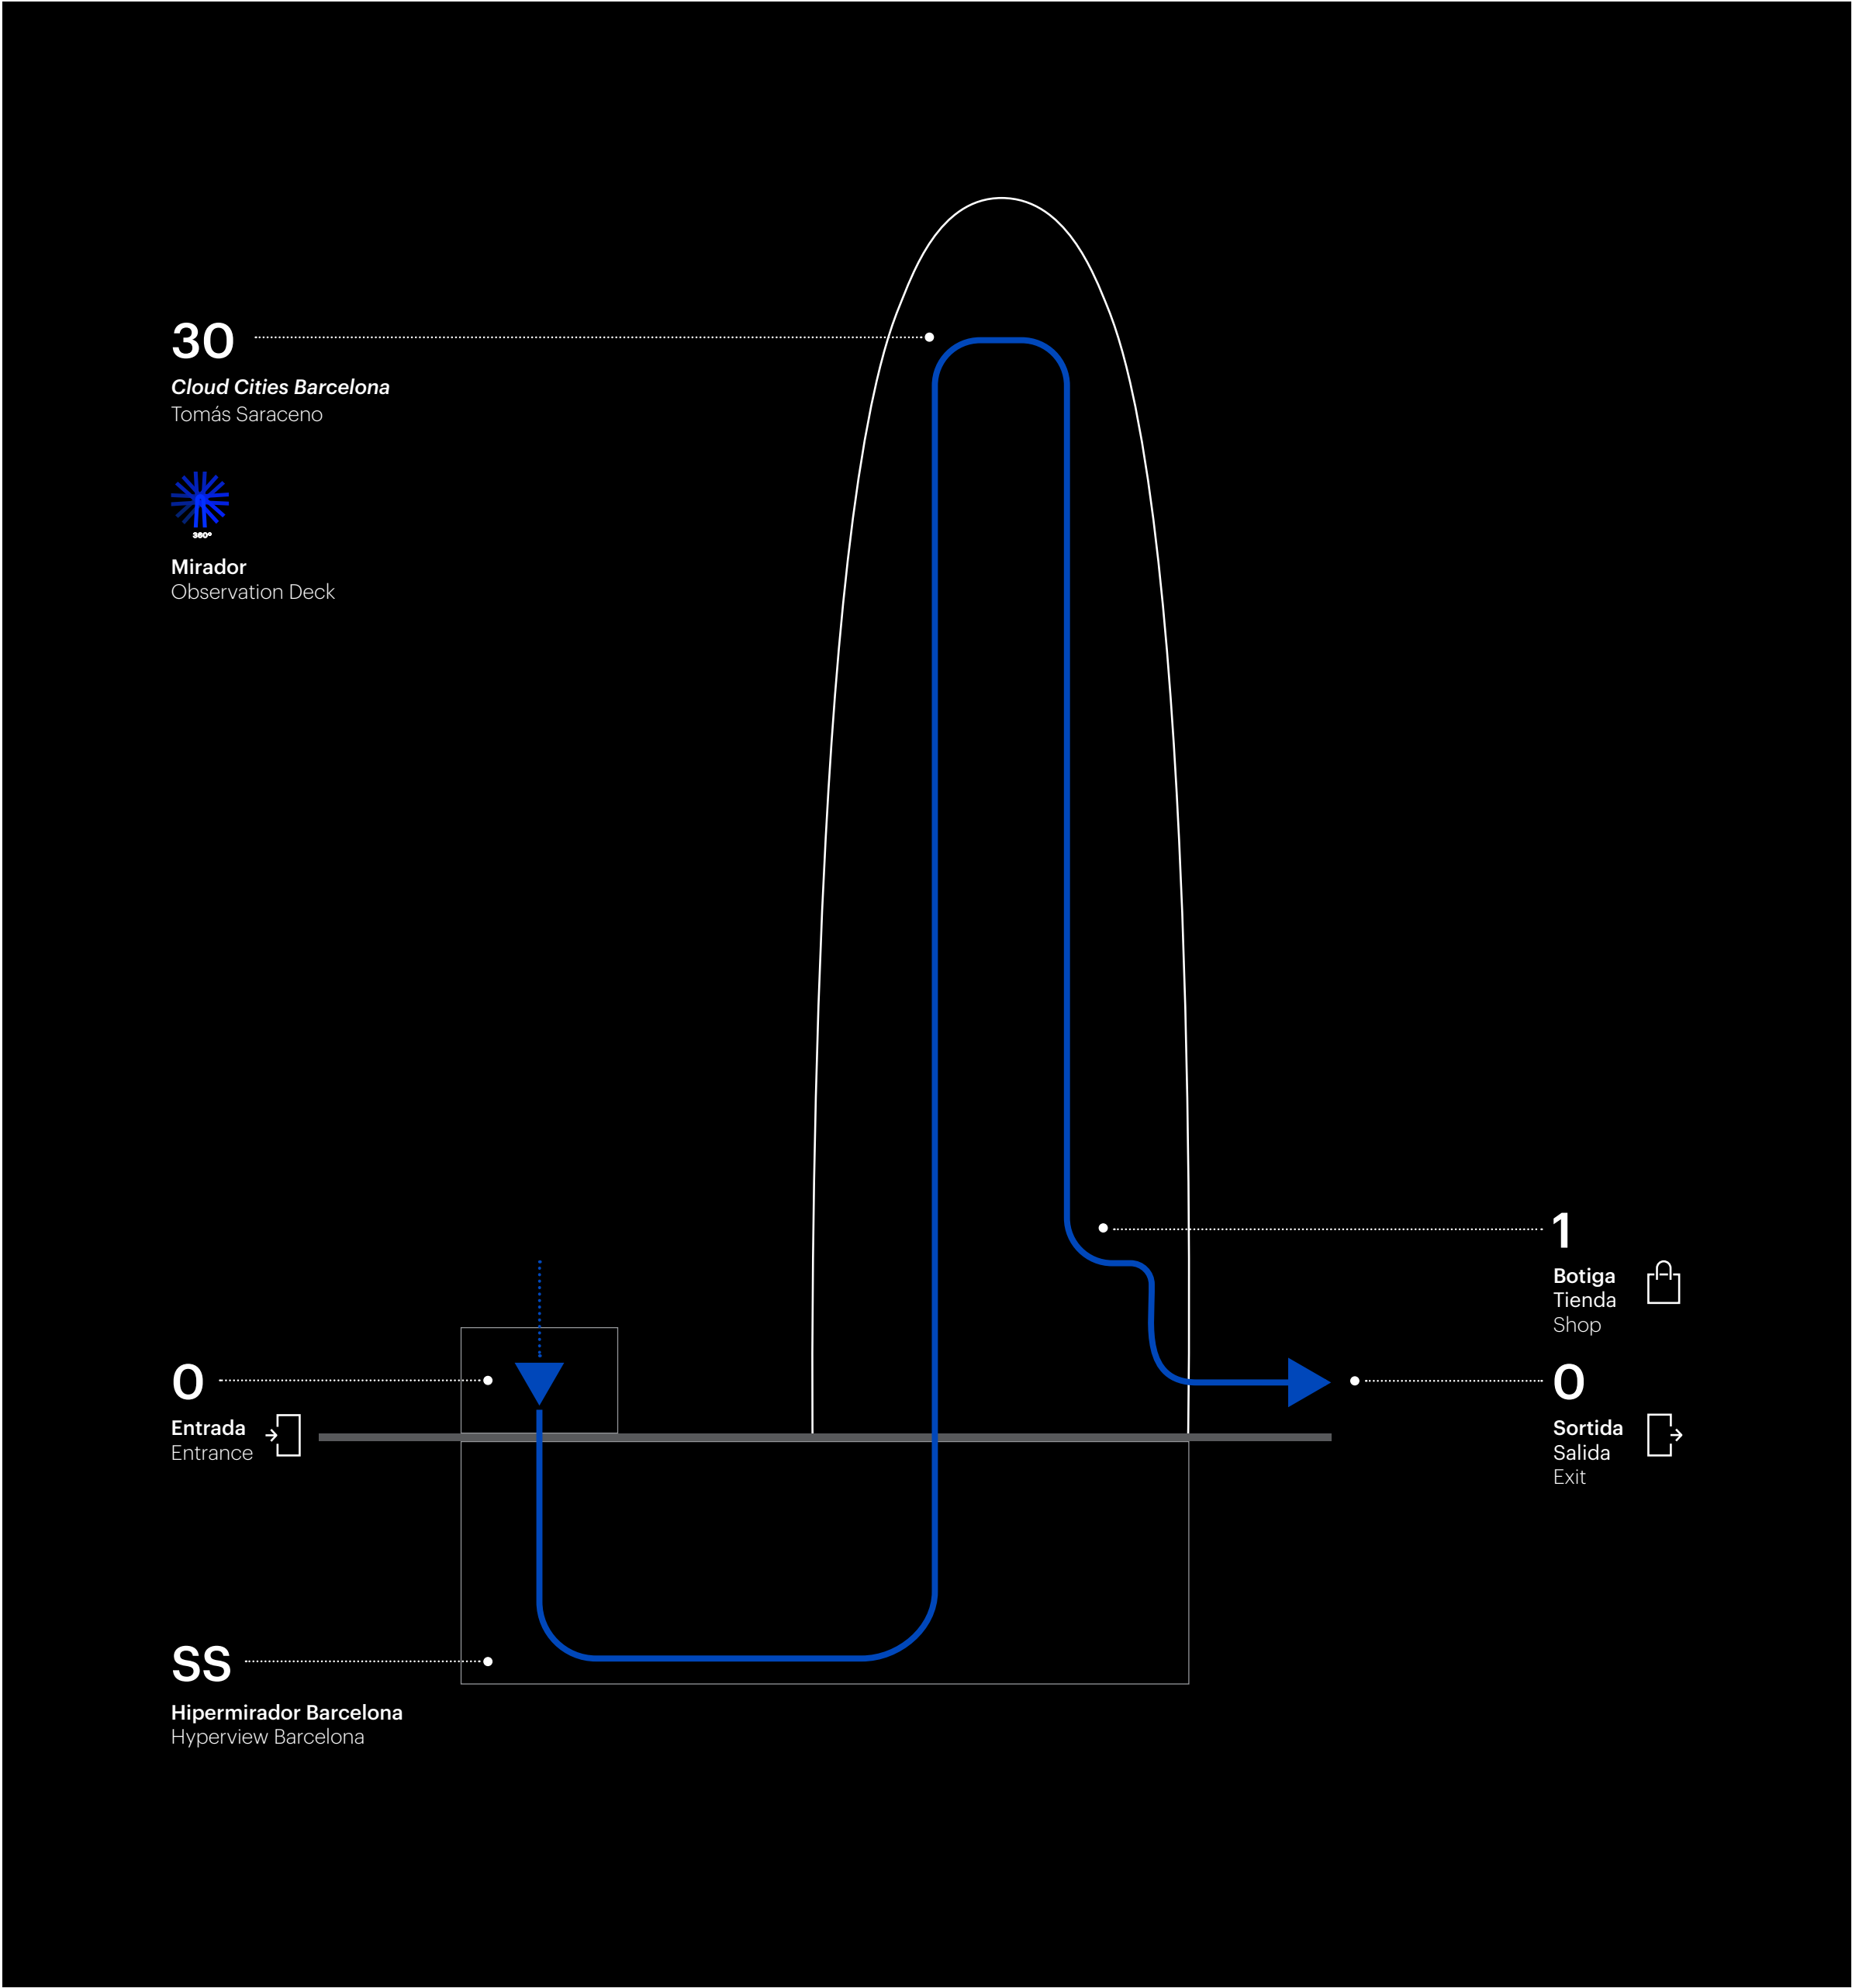 30
Cloud Cities Barcelona
Tomás Saraceno
360º
Mirador
Observation Deck
1
Botiga
Tienda
Shop
0
Entrada
Entrance
0
Sortida
Salida
Exit
SS
Hipermirador Barcelona
Hyperview Barcelona